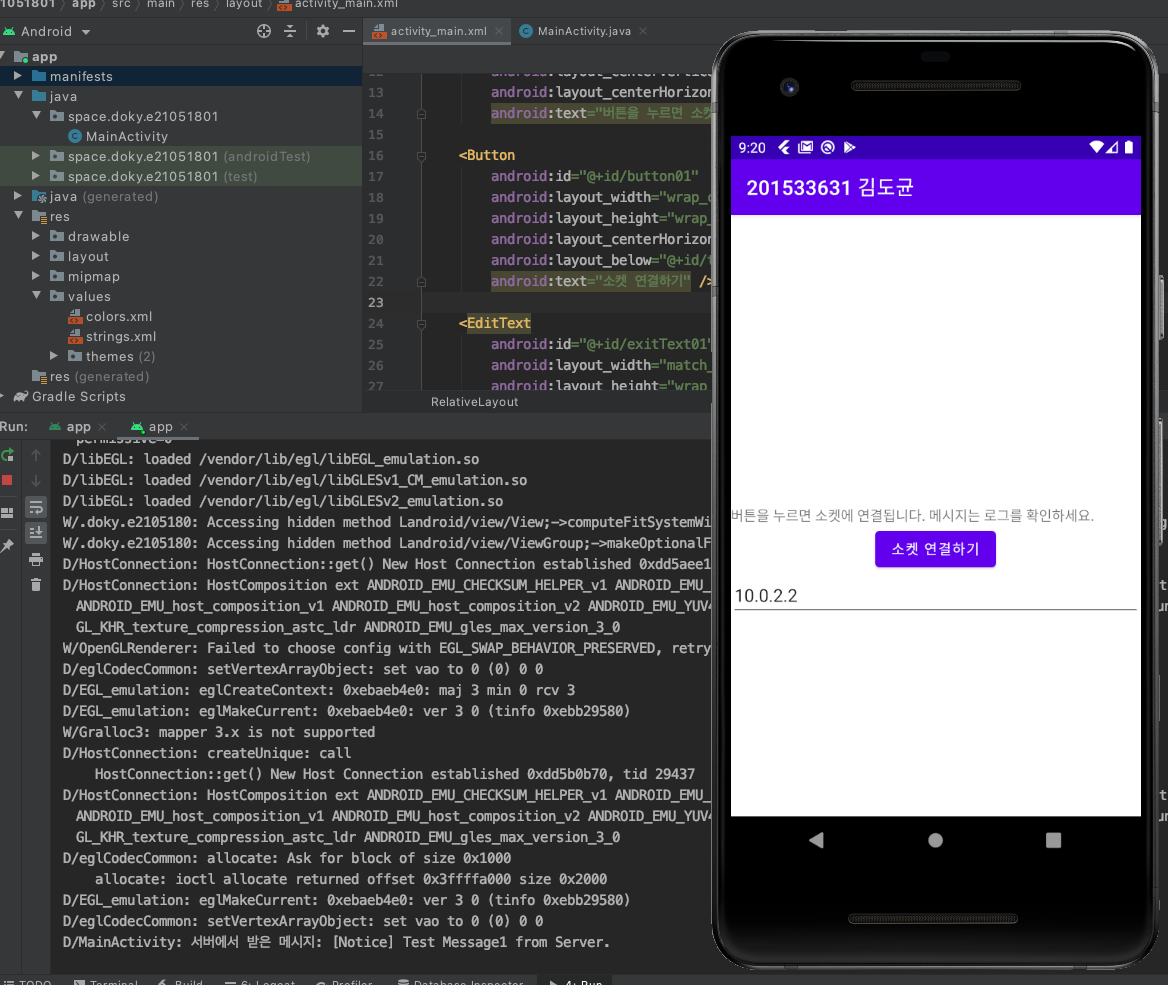 1051801 〉 app 〉 src 〉 main 〉 res 〉 layout 〉 activity_main.xml
Android
activity_main.xml
MainActivity.java
app
manifests
java
space.doky.e21051801
MainActivity
space.doky.e21051801 (androidTest)
space.doky.e21051801 (test)
java (generated)
res
drawable
layout
mipmap
values
colors.xml
strings.xml
themes (2)
res (generated)
Gradle Scripts
13 android:layout_centerHorizon
14 android:text="버튼을 누르면 소켓
15
16 <Button
17 android:id="@+id/button01"
18 android:layout_width="wrap_
19 android:layout_height="wrap_
20 android:layout_centerHorizon
21 android:layout_below="@+id/
22 android:text="소켓 연결하기" />
23
24 <EditText
25 android:id="@+id/exitText01"
26 android:layout_width="match_
27 android:layout_height="wrap_
RelativeLayout
Run: app app
permissive=0
D/libEGL: loaded /vendor/lib/egl/libEGL_emulation.so
D/libEGL: loaded /vendor/lib/egl/libGLESv1_CM_emulation.so
D/libEGL: loaded /vendor/lib/egl/libGLESv2_emulation.so
W/.doky.e2105180: Accessing hidden method Landroid/view/View;->computeFitSystemWi
W/.doky.e2105180: Accessing hidden method Landroid/view/ViewGroup;->makeOptionalF
D/HostConnection: HostConnection::get() New Host Connection established 0xdd5aee1
D/HostConnection: HostComposition ext ANDROID_EMU_CHECKSUM_HELPER_v1 ANDROID_EMU_
ANDROID_EMU_host_composition_v1 ANDROID_EMU_host_composition_v2 ANDROID_EMU_YUV4
GL_KHR_texture_compression_astc_ldr ANDROID_EMU_gles_max_version_3_0
W/OpenGLRenderer: Failed to choose config with EGL_SWAP_BEHAVIOR_PRESERVED, retry
D/eglCodecCommon: setVertexArrayObject: set vao to 0 (0) 0 0
D/EGL_emulation: eglCreateContext: 0xebaeb4e0: maj 3 min 0 rcv 3
D/EGL_emulation: eglMakeCurrent: 0xebaeb4e0: ver 3 0 (tinfo 0xebb29580)
W/Gralloc3: mapper 3.x is not supported
D/HostConnection: createUnique: call
HostConnection::get() New Host Connection established 0xdd5b0b70, tid 29437
D/HostConnection: HostComposition ext ANDROID_EMU_CHECKSUM_HELPER_v1 ANDROID_EMU_
ANDROID_EMU_host_composition_v1 ANDROID_EMU_host_composition_v2 ANDROID_EMU_YUV4
GL_KHR_texture_compression_astc_ldr ANDROID_EMU_gles_max_version_3_0
D/eglCodecCommon: allocate: Ask for block of size 0x1000
allocate: ioctl allocate returned offset 0x3ffffa000 size 0x2000
D/EGL_emulation: eglMakeCurrent: 0xebaeb4e0: ver 3 0 (tinfo 0xebb29580)
D/eglCodecCommon: setVertexArrayObject: set vao to 0 (0) 0 0
D/MainActivity: 서버에서 받은 메시지: [Notice] Test Message1 from Server.
TODO Terminal Build 6: Logcat Profiler Database Inspector 4: Run
9:20
201533631 김도균
버튼을 누르면 소켓에 연결됩니다. 메시지는 로그를 확인하세요.
소켓 연결하기
10.0.2.2